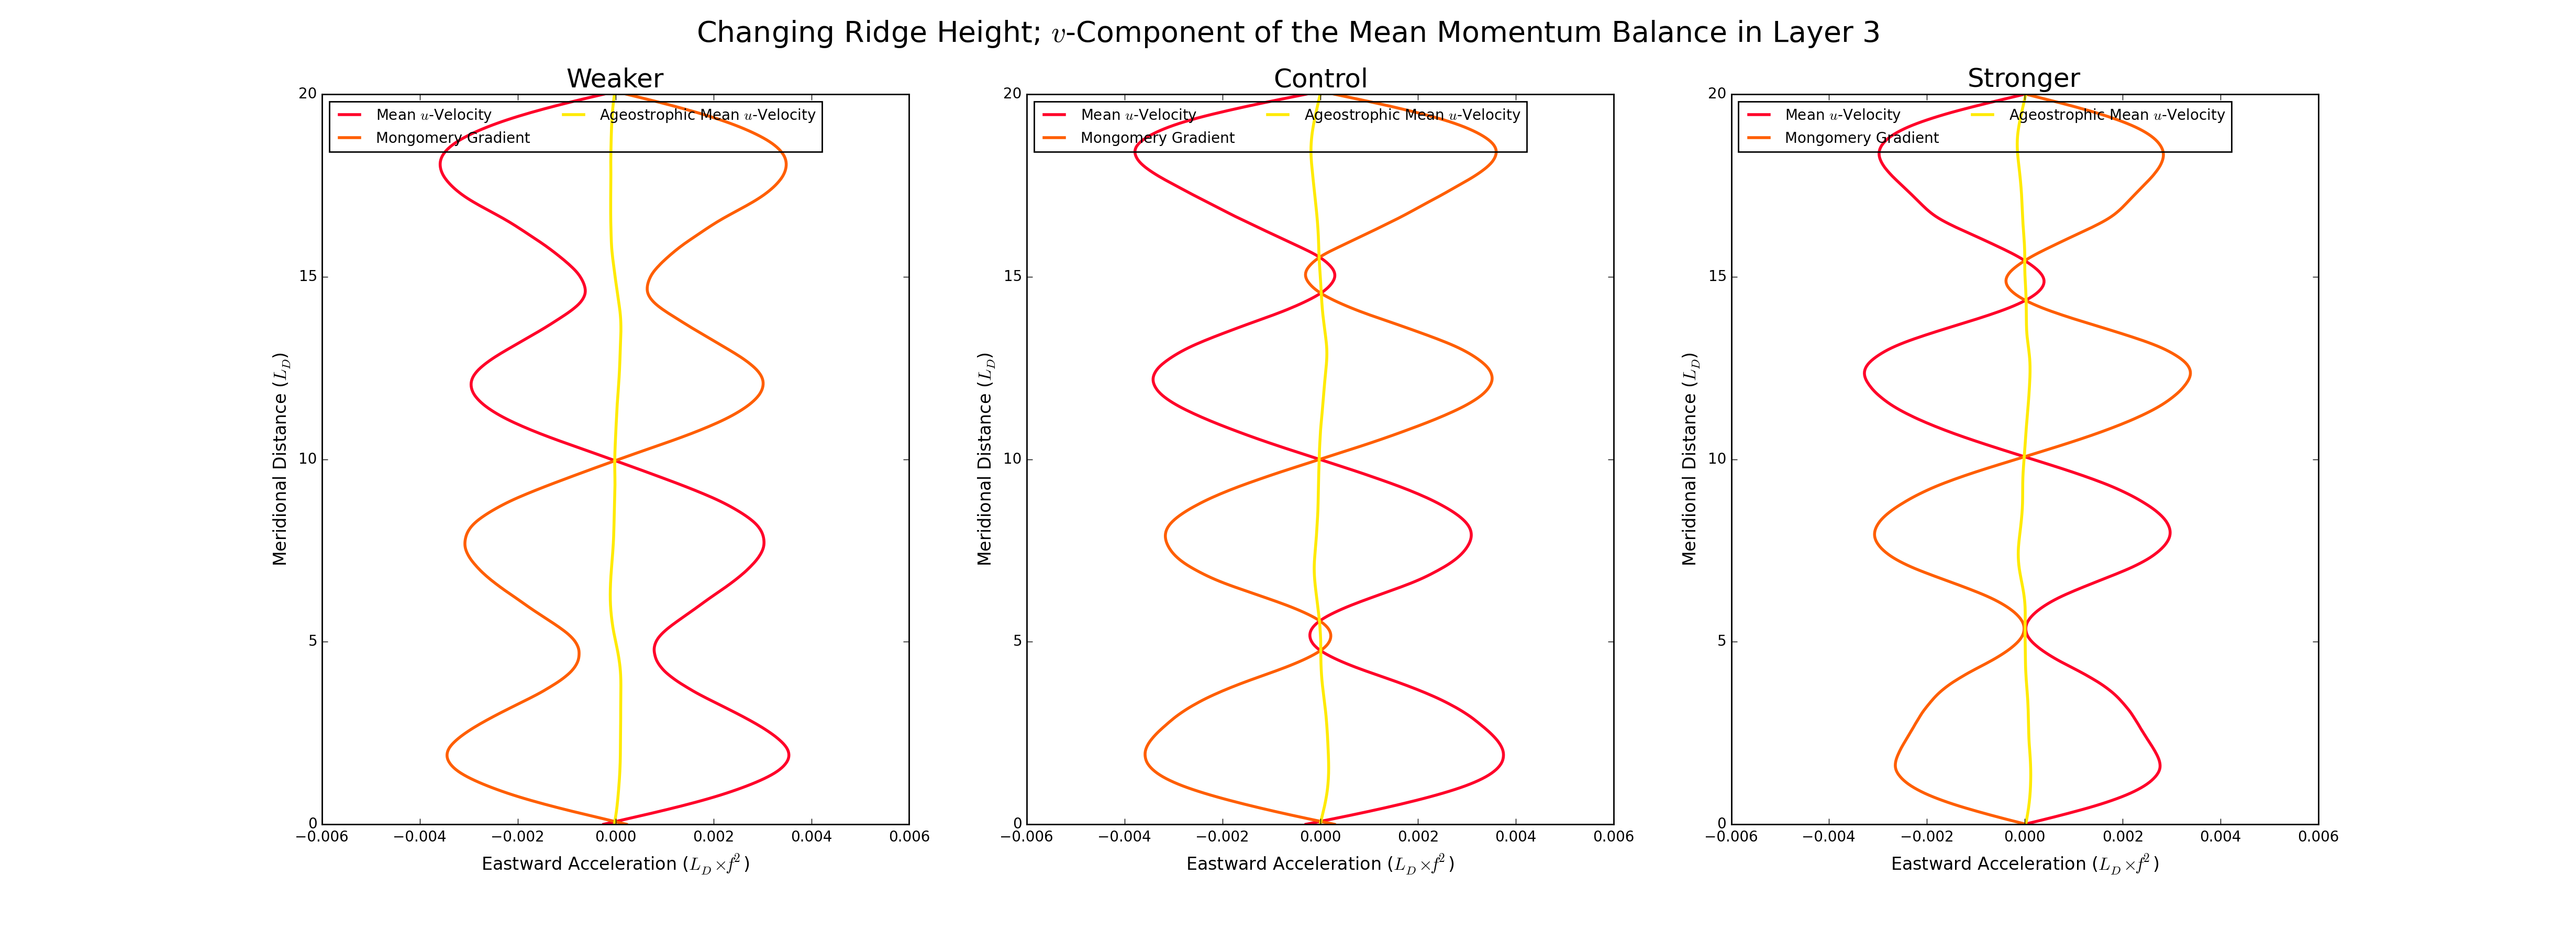 Changing Ridge Height; v-Component of the Mean Momentum Balance in Layer 3
Weaker
Mean u-Velocity
Mongomery Gradient
Ageostrophic Mean u-Velocity
20
15
10
5
0
−0.006 −0.004 −0.002 0.000 0.002 0.004 0.006
Meridional Distance (L_D)
Eastward Acceleration (L_D×f²)
Control
Mean u-Velocity
Mongomery Gradient
Ageostrophic Mean u-Velocity
20
15
10
5
0
−0.006 −0.004 −0.002 0.000 0.002 0.004 0.006
Meridional Distance (L_D)
Eastward Acceleration (L_D×f²)
Stronger
Mean u-Velocity
Mongomery Gradient
Ageostrophic Mean u-Velocity
20
15
10
5
0
−0.006 −0.004 −0.002 0.000 0.002 0.004 0.006
Meridional Distance (L_D)
Eastward Acceleration (L_D×f²)